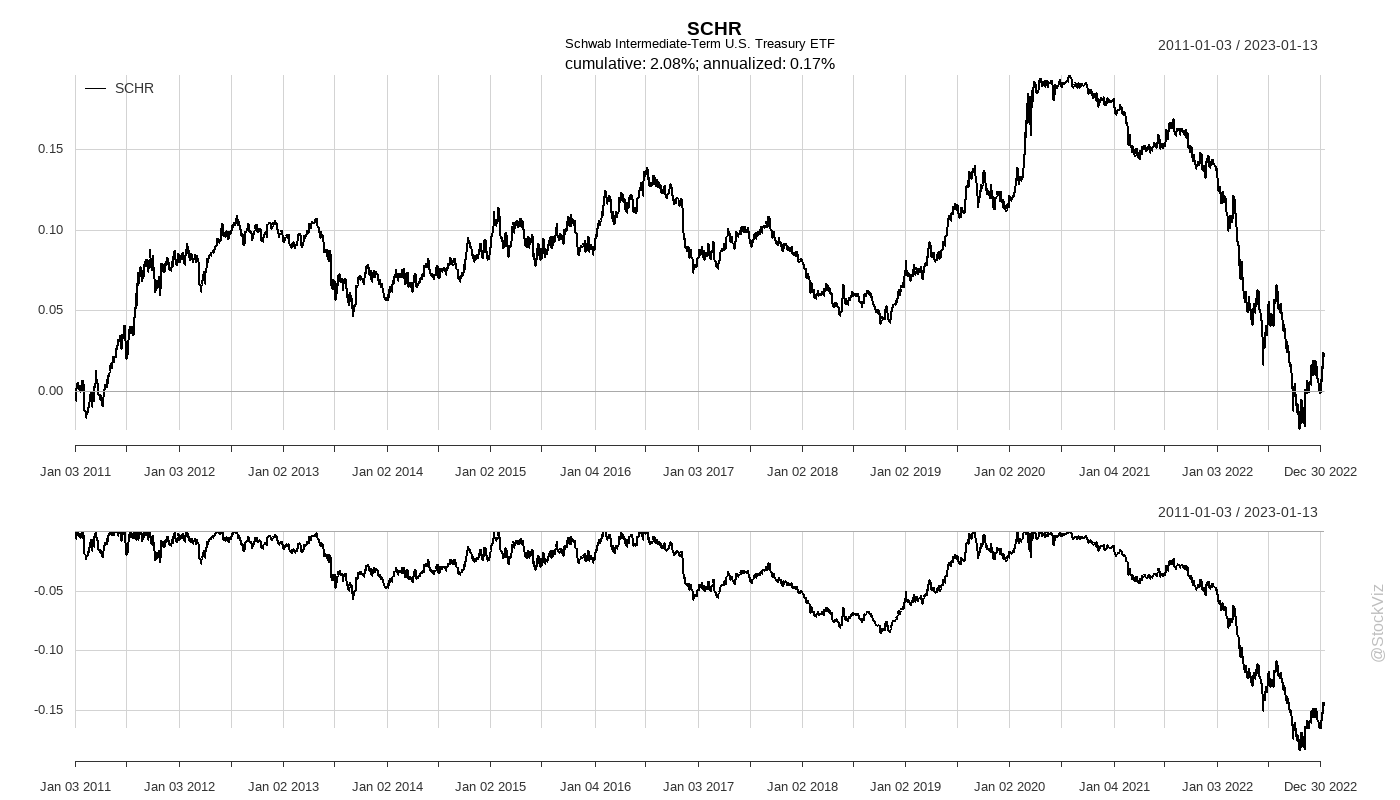 SCHR
Schwab Intermediate-Term U.S. Treasury ETF
cumulative: 2.08%; annualized: 0.17%
2011-01-03 / 2023-01-13
SCHR
0.15
0.10
0.05
0.00
Jan 03 2011 Jan 03 2012 Jan 02 2013 Jan 02 2014 Jan 02 2015 Jan 04 2016 Jan 03 2017 Jan 02 2018 Jan 02 2019 Jan 02 2020 Jan 04 2021 Jan 03 2022 Dec 30 2022
2011-01-03 / 2023-01-13
-0.05
-0.10
-0.15
Jan 03 2011 Jan 03 2012 Jan 02 2013 Jan 02 2014 Jan 02 2015 Jan 04 2016 Jan 03 2017 Jan 02 2018 Jan 02 2019 Jan 02 2020 Jan 04 2021 Jan 03 2022 Dec 30 2022
@StockViz